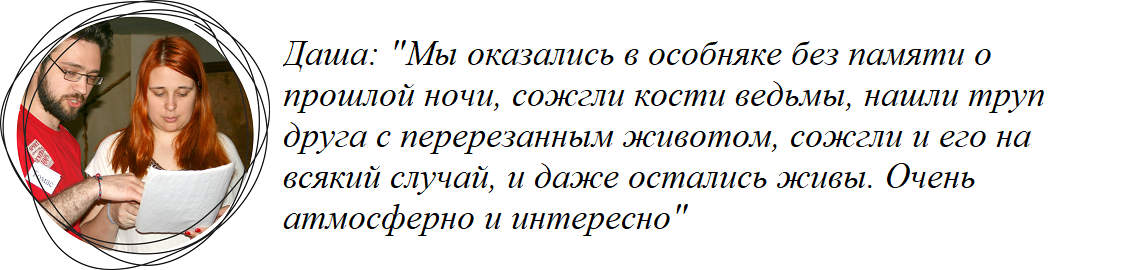 Даша: "Мы оказались в особняке без памяти о
прошлой ночи, сожгли кости ведьмы, нашли труп
друга с перерезанным животом, сожгли и его на
всякий случай, и даже остались живы. Очень
атмосферно и интересно"